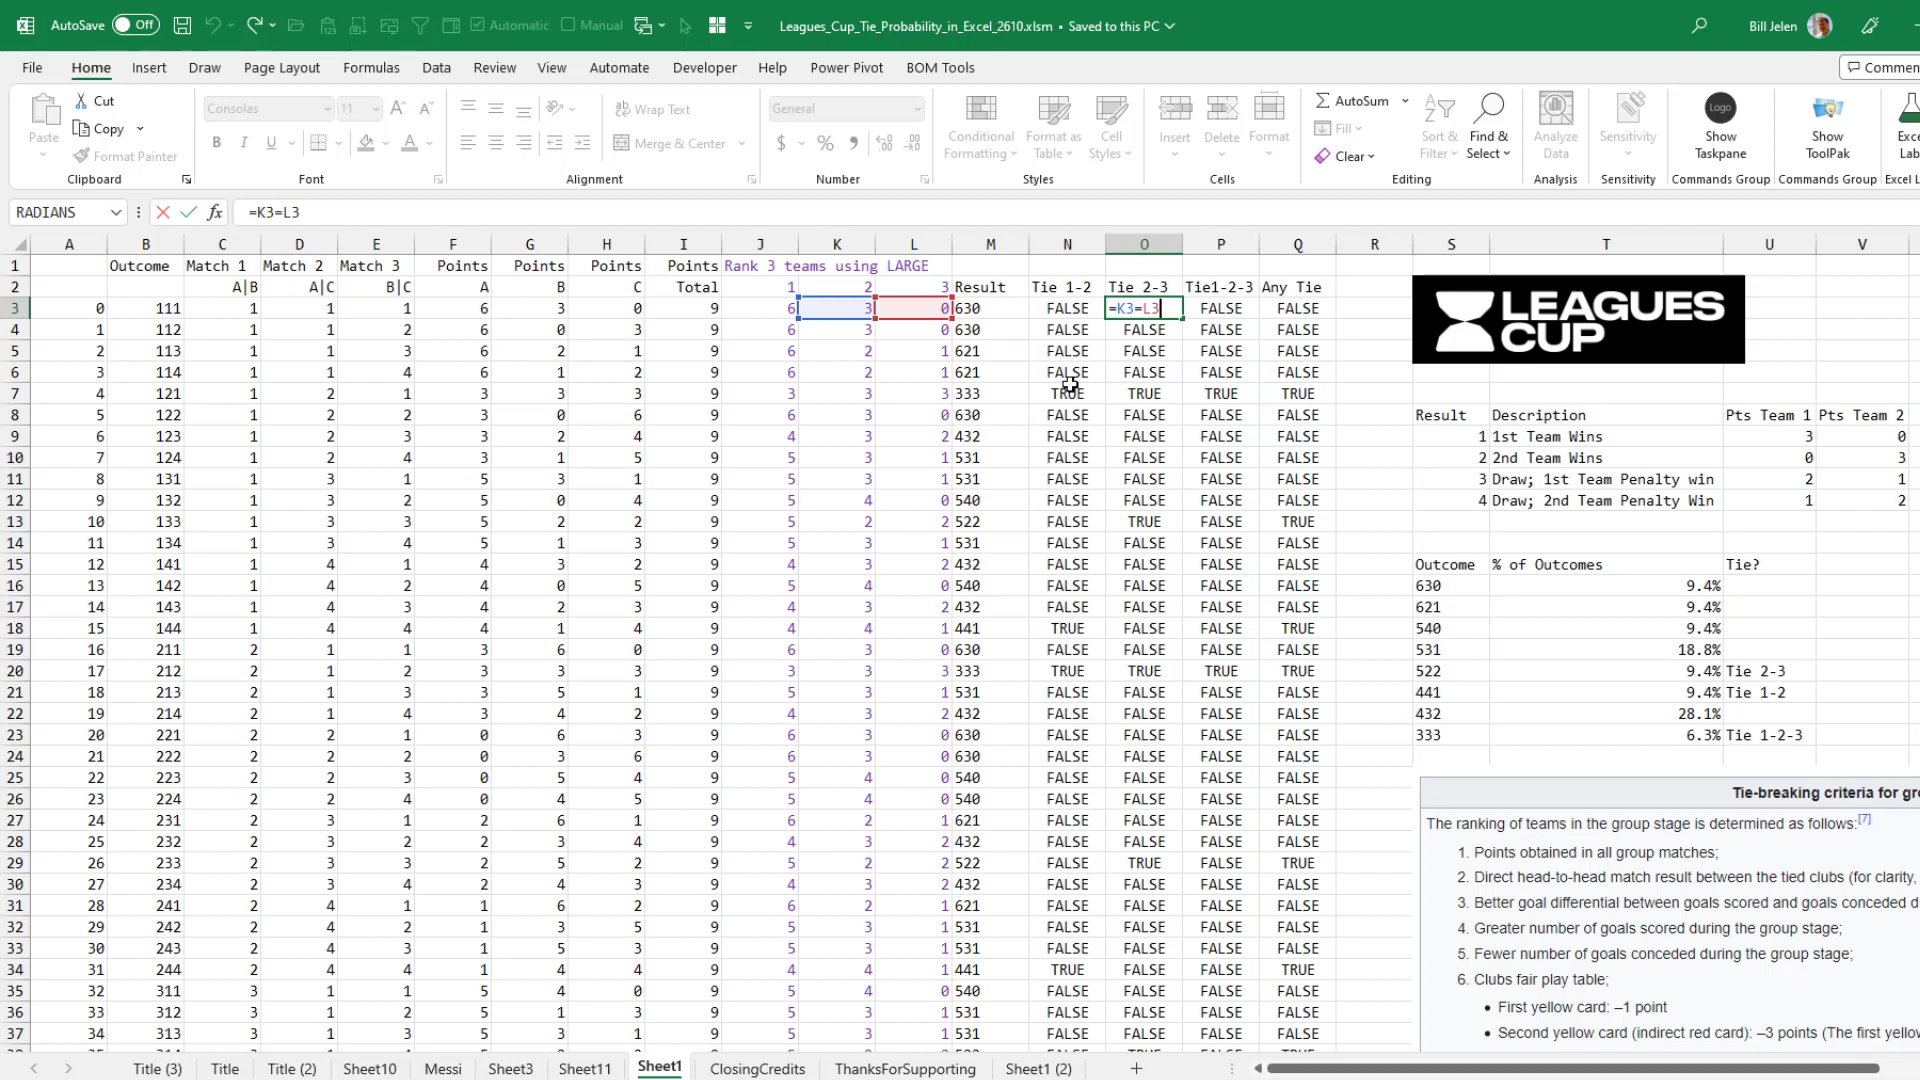 AutoSave Off Automatic Manual Leagues_Cup_Tie_Probability_in_Excel_2610.xlsm • Saved to this PC Bill Jelen
File Home Insert Draw Page Layout Formulas Data Review View Automate Developer Help Power Pivot BOM Tools Commen
Paste Cut Copy Format Painter Clipboard
Consolas 11 A A B I U A Font
ab Wrap Text Merge & Center Alignment
General $ % Number
Conditional Formatting Format as Table Cell Styles Styles
Insert Delete Format Cells
AutoSum Fill Clear Sort & Filter Find & Select Editing
Analyze Data Analysis
Sensitivity Sensitivity
Logo Show Taskpane Commands Group
Show ToolPak Commands Group
Exce Lab Excel L
RADIANS fx =K3=L3
A B C D E F G H I J K L M N O P Q R S T U V
1 Outcome Match 1 Match 2 Match 3 Points Points Points Points Rank 3 teams using LARGE
2 A|B A|C B|C A B C Total 1 2 3 Result Tie 1-2 Tie 2-3 Tie1-2-3 Any Tie
3 0 111 1 1 1 6 3 0 9 6 3 0 630 FALSE =K3=L3 FALSE FALSE
4 1 112 1 1 2 6 0 3 9 6 3 0 630 FALSE FALSE FALSE FALSE
5 2 113 1 1 3 6 2 1 9 6 2 1 621 FALSE FALSE FALSE FALSE
6 3 114 1 1 4 6 1 2 9 6 2 1 621 FALSE FALSE FALSE FALSE
7 4 121 1 2 1 3 3 3 9 3 3 3 333 TRUE TRUE TRUE TRUE
8 5 122 1 2 2 3 0 6 9 6 3 0 630 FALSE FALSE FALSE FALSE
9 6 123 1 2 3 3 2 4 9 4 3 2 432 FALSE FALSE FALSE FALSE
10 7 124 1 2 4 3 1 5 9 5 3 1 531 FALSE FALSE FALSE FALSE
11 8 131 1 3 1 5 3 1 9 5 3 1 531 FALSE FALSE FALSE FALSE
12 9 132 1 3 2 5 0 4 9 5 4 0 540 FALSE FALSE FALSE FALSE
13 10 133 1 3 3 5 2 2 9 5 2 2 522 FALSE TRUE FALSE TRUE
14 11 134 1 3 4 5 1 3 9 5 3 1 531 FALSE FALSE FALSE FALSE
15 12 141 1 4 1 4 3 2 9 4 3 2 432 FALSE FALSE FALSE FALSE
16 13 142 1 4 2 4 0 5 9 5 4 0 540 FALSE FALSE FALSE FALSE
17 14 143 1 4 3 4 2 3 9 4 3 2 432 FALSE FALSE FALSE FALSE
18 15 144 1 4 4 4 1 4 9 4 4 1 441 TRUE FALSE FALSE TRUE
19 16 211 2 1 1 3 6 0 9 6 3 0 630 FALSE FALSE FALSE FALSE
20 17 212 2 1 2 3 3 3 9 3 3 3 333 TRUE TRUE TRUE TRUE
21 18 213 2 1 3 3 5 1 9 5 3 1 531 FALSE FALSE FALSE FALSE
22 19 214 2 1 4 3 4 2 9 4 3 2 432 FALSE FALSE FALSE FALSE
23 20 221 2 2 1 0 6 3 9 6 3 0 630 FALSE FALSE FALSE FALSE
24 21 222 2 2 2 0 3 6 9 6 3 0 630 FALSE FALSE FALSE FALSE
25 22 223 2 2 3 0 5 4 9 5 4 0 540 FALSE FALSE FALSE FALSE
26 23 224 2 2 4 0 4 5 9 5 4 0 540 FALSE FALSE FALSE FALSE
27 24 231 2 3 1 2 6 1 9 6 2 1 621 FALSE FALSE FALSE FALSE
28 25 232 2 3 2 2 3 4 9 4 3 2 432 FALSE FALSE FALSE FALSE
29 26 233 2 3 3 2 5 2 9 5 2 2 522 FALSE TRUE FALSE TRUE
30 27 234 2 3 4 2 4 3 9 4 3 2 432 FALSE FALSE FALSE FALSE
31 28 241 2 4 1 1 6 2 9 6 2 1 621 FALSE FALSE FALSE FALSE
32 29 242 2 4 2 1 3 5 9 5 3 1 531 FALSE FALSE FALSE FALSE
33 30 243 2 4 3 1 5 3 9 5 3 1 531 FALSE FALSE FALSE FALSE
34 31 244 2 4 4 1 4 4 9 4 4 1 441 TRUE FALSE FALSE TRUE
35 32 311 3 1 1 5 4 0 9 5 4 0 540 FALSE FALSE FALSE FALSE
36 33 312 3 1 2 5 1 3 9 5 3 1 531 FALSE FALSE FALSE FALSE
37 34 313 3 1 3 5 3 1 9 5 3 1 531 FALSE FALSE FALSE FALSE
LEAGUES
CUP
Result Description Pts Team 1 Pts Team 2
1 1st Team Wins 3 0
2 2nd Team Wins 0 3
3 Draw; 1st Team Penalty win 2 1
4 Draw; 2nd Team Penalty Win 1 2
Outcome % of Outcomes Tie?
630 9.4%
621 9.4%
540 9.4%
531 18.8%
522 9.4% Tie 2-3
441 9.4% Tie 1-2
432 28.1%
333 6.3% Tie 1-2-3
Tie-breaking criteria for gro
The ranking of teams in the group stage is determined as follows:[7]
1. Points obtained in all group matches;
2. Direct head-to-head match result between the tied clubs (for clarity,
3. Better goal differential between goals scored and goals conceded d
4. Greater number of goals scored during the group stage;
5. Fewer number of goals conceded during the group stage;
6. Clubs fair play table;
• First yellow card: –1 point
• Second yellow card (indirect red card): –3 points (The first yellow
Title (3) Title Title (2) Sheet10 Messi Sheet3 Sheet11 Sheet1 ClosingCredits ThanksForSupporting Sheet1 (2) +